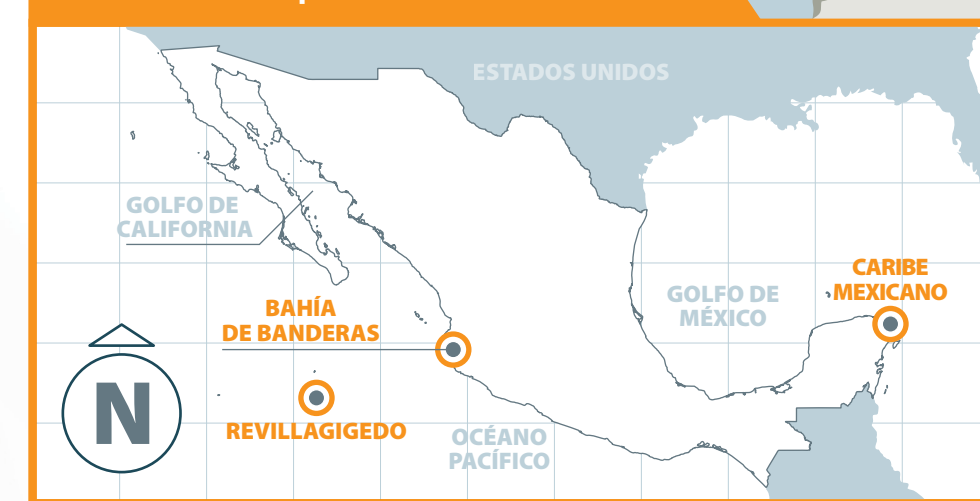 ESTADOS UNIDOS
GOLFO DE
CALIFORNIA
CARIBE
MEXICANO
GOLFO DE
MÉXICO
BAHÍA
DE BANDERAS
N
REVILLAGIGEDO
OCÉANO
PACÍFICO